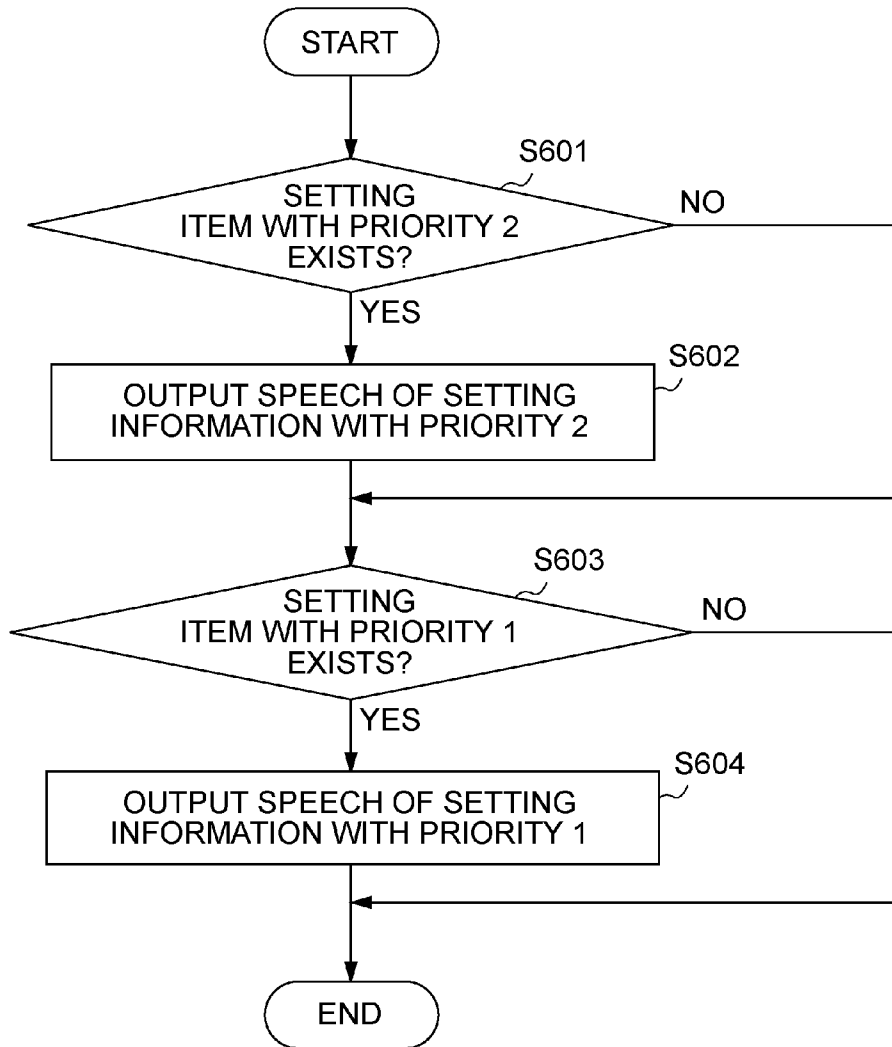 START
S601
SETTING
ITEM WITH PRIORITY 2
EXISTS?
NO
YES
S602
OUTPUT SPEECH OF SETTING
INFORMATION WITH PRIORITY 2
S603
SETTING
ITEM WITH PRIORITY 1
EXISTS?
NO
YES
S604
OUTPUT SPEECH OF SETTING
INFORMATION WITH PRIORITY 1
END